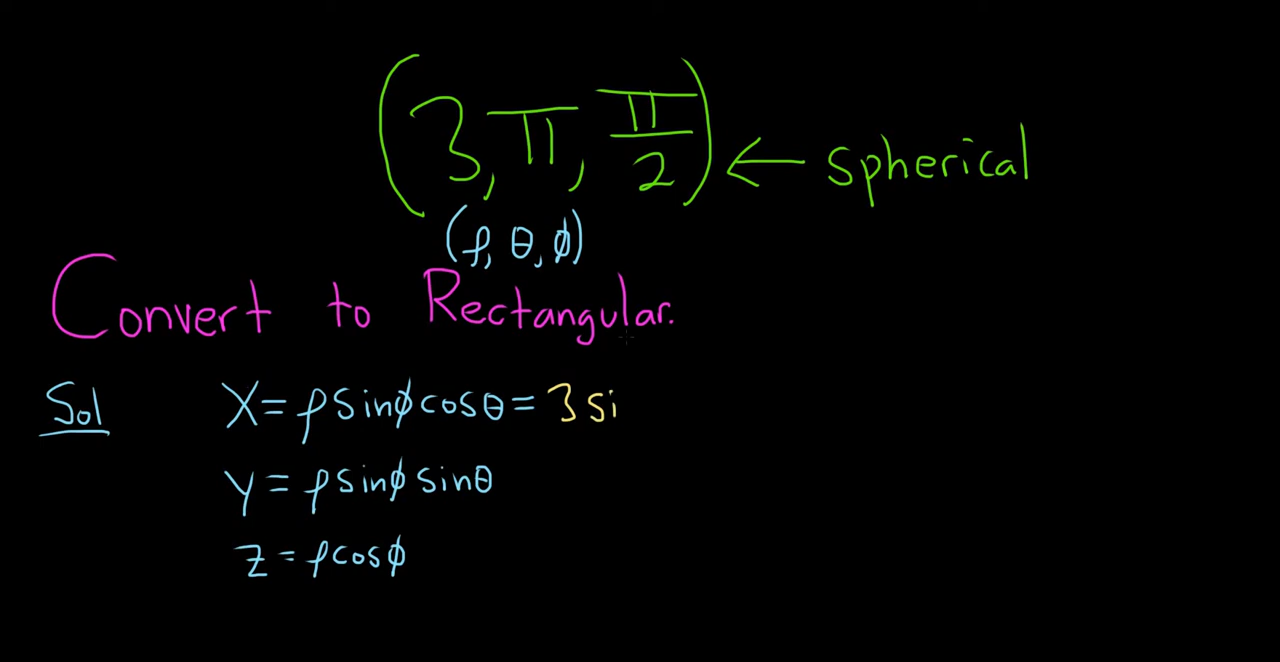 (3, π, π/2) ← spherical
(ρ, θ, ϕ)
Convert to Rectangular.
Sol X = ρ sinϕ cosθ = 3 si
y = ρ sinϕ sinθ
z = ρ cosϕ